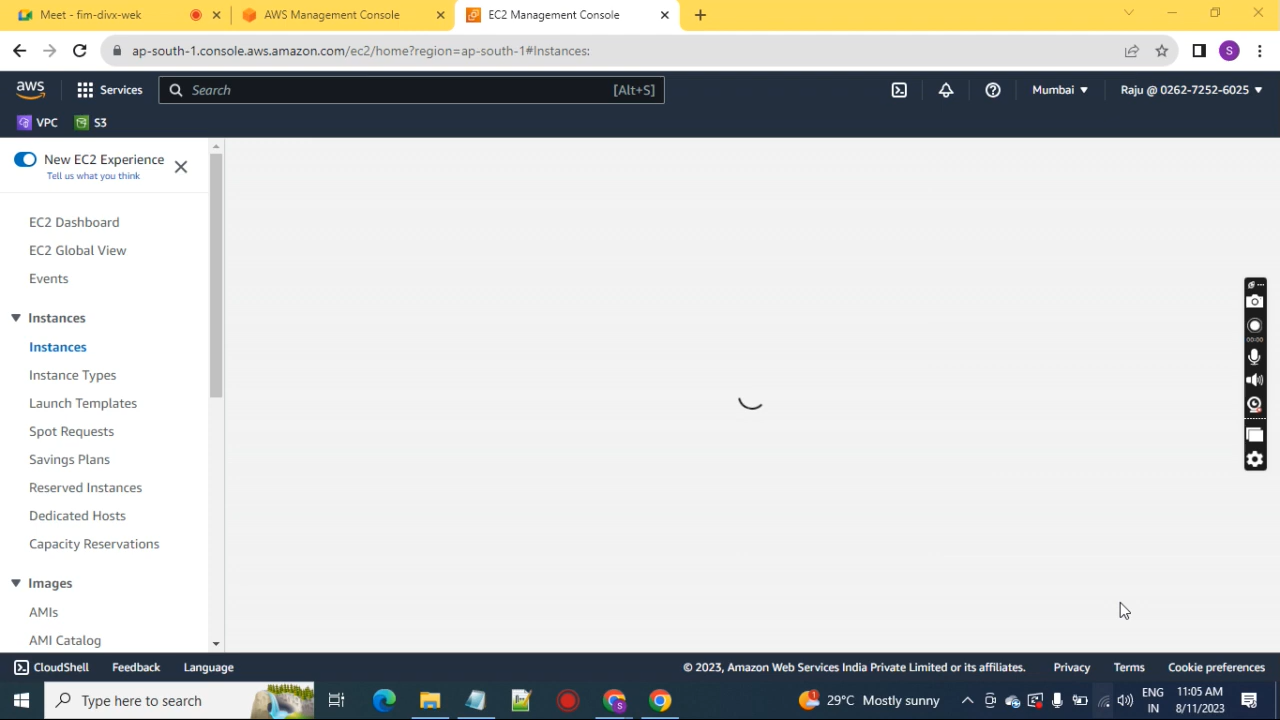 Meet - fim-divx-wek
AWS Management Console
EC2 Management Console
ap-south-1.console.aws.amazon.com/ec2/home?region=ap-south-1#Instances:
S
aws
Services
Search
[Alt+S]
Mumbai
Raju @ 0262-7252-6025
VPC
S3
New EC2 Experience
Tell us what you think
EC2 Dashboard
EC2 Global View
Events
Instances
Instances
Instance Types
Launch Templates
Spot Requests
Savings Plans
Reserved Instances
Dedicated Hosts
Capacity Reservations
Images
AMIs
AMI Catalog
00:00
CloudShell
Feedback
Language
© 2023, Amazon Web Services India Private Limited or its affiliates.
Privacy
Terms
Cookie preferences
Type here to search
S
1
29°C Mostly sunny
ENG
IN
11:05 AM
8/11/2023